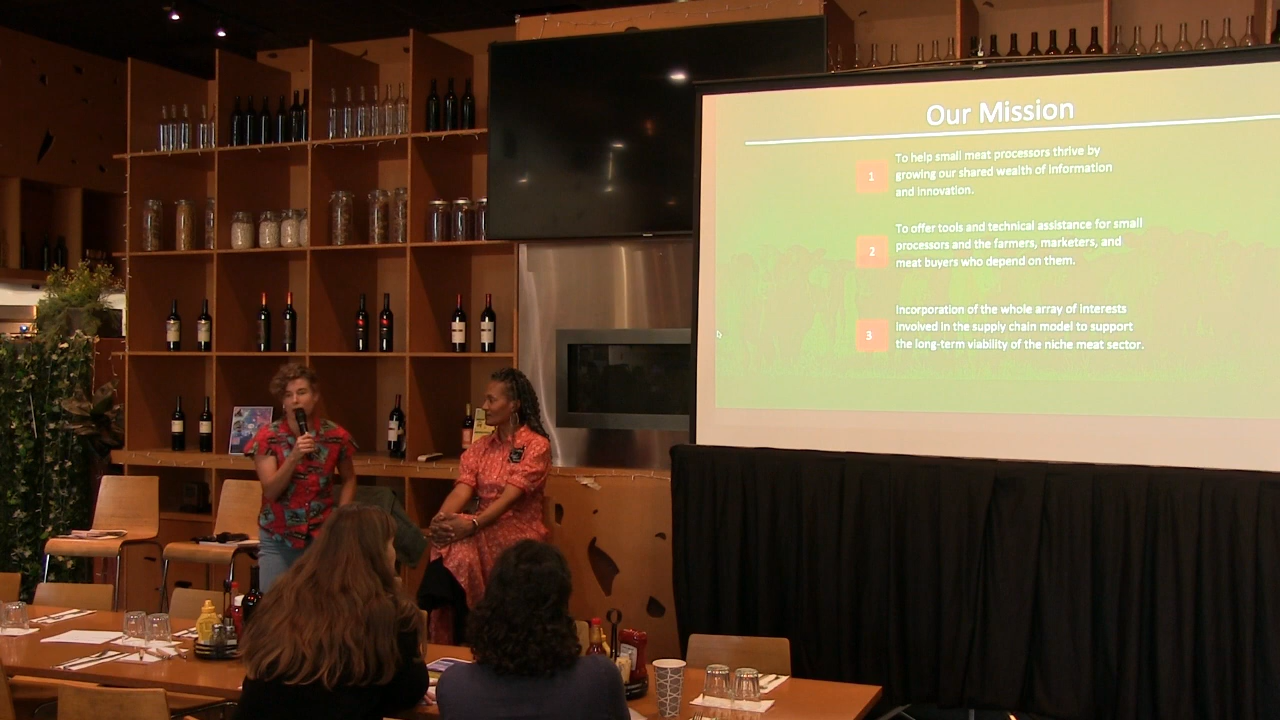 Our Mission
1
To help small meat processors thrive by
growing our shared wealth of information
and innovation.
2
To offer tools and technical assistance for small
processors and the farmers, marketers, and
meat buyers who depend on them.
3
Incorporation of the whole array of interests
involved in the supply chain model to support
the long-term viability of the niche meat sector.